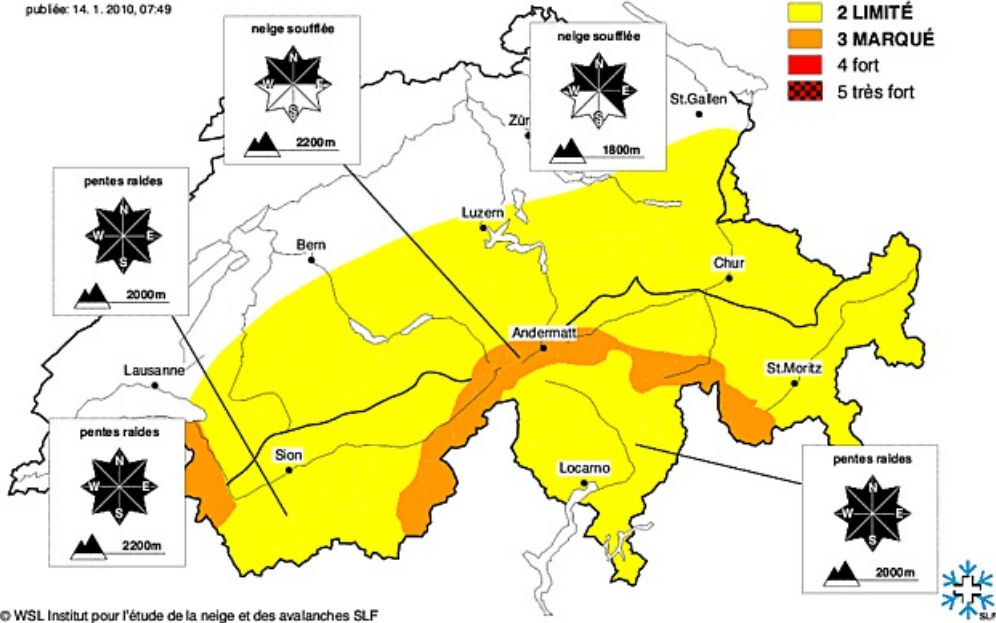 publiée: 14. 1. 2010, 07:49
2 LIMITÉ
3 MARQUÉ
4 fort
5 très fort
neige soufflée
N
W E
S
2200m
neige soufflée
N
W E
S
1800m
St.Gallen
Zür
pentes raides
N
W E
S
2000m
Luzern
Bern
Chur
Andermatt
Lausanne
St.Moritz
pentes raides
N
W E
S
2200m
Sion
Locarno
pentes raides
N
W E
S
2000m
SLF
© WSL Institut pour l'étude de la neige et des avalanches SLF